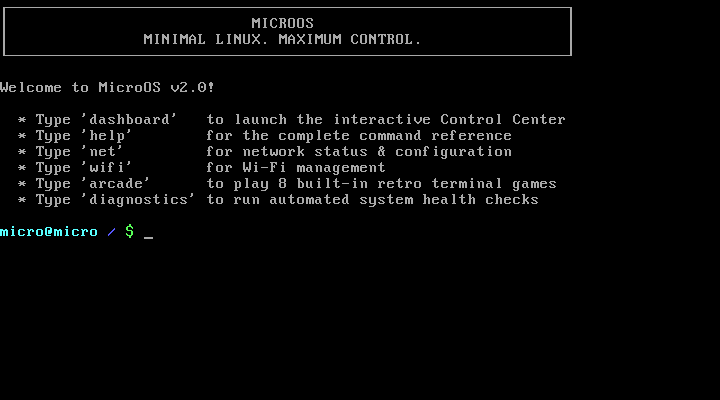 MICROOS
MINIMAL LINUX. MAXIMUM CONTROL.
Welcome to MicroOS v2.0!
* Type 'dashboard' to launch the interactive Control Center
* Type 'help' for the complete command reference
* Type 'net' for network status & configuration
* Type 'wifi' for Wi-Fi management
* Type 'arcade' to play 8 built-in retro terminal games
* Type 'diagnostics' to run automated system health checks
micro@micro / $ _